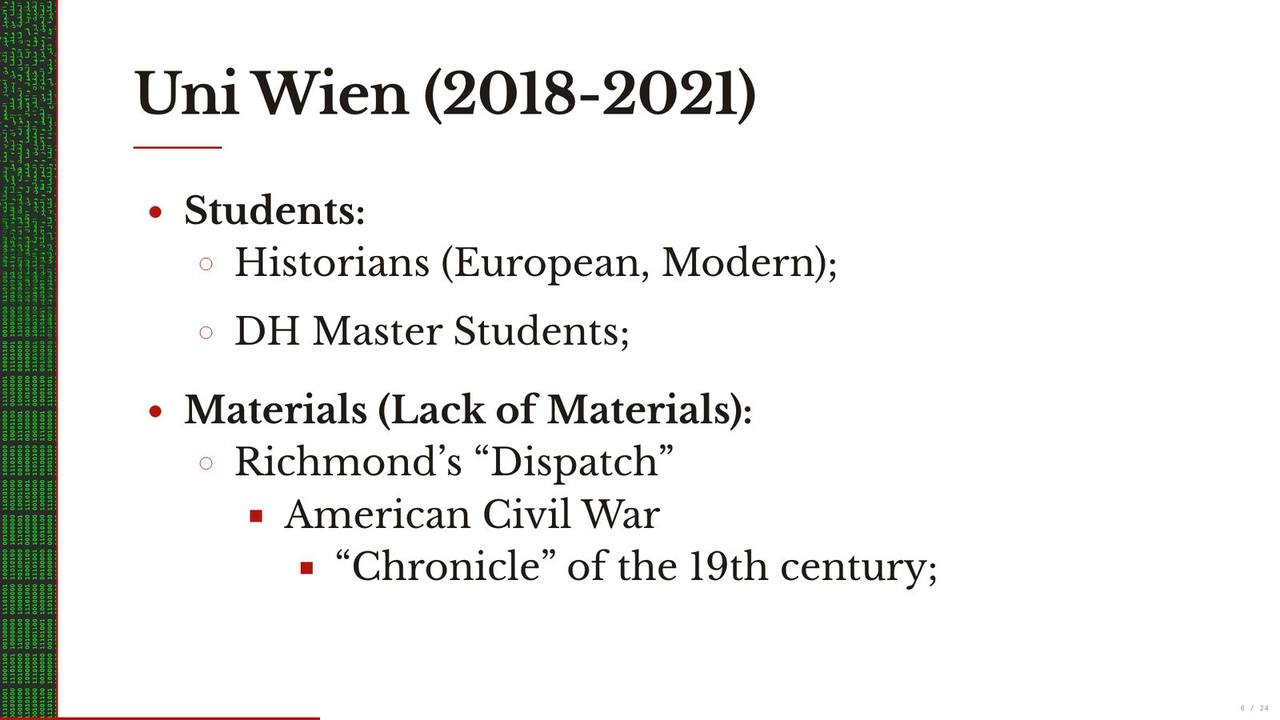 Uni Wien (2018-2021)
Students:
Historians (European, Modern);
DH Master Students;
Materials (Lack of Materials):
Richmond’s “Dispatch”
American Civil War
“Chronicle” of the 19th century;
6 / 24